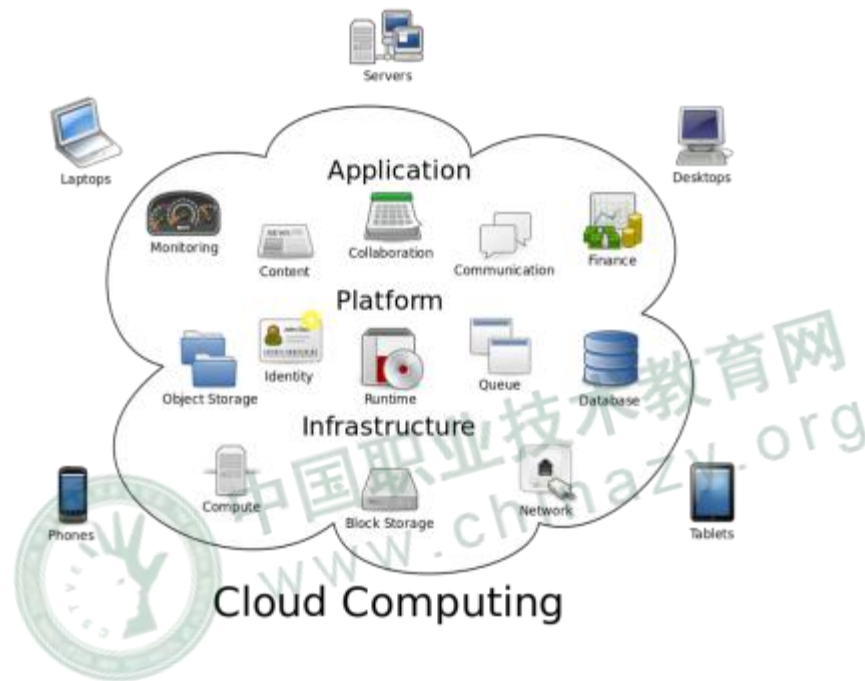 Servers
Laptops
Desktops
Application
Monitoring
Content
Collaboration
Communication
Finance
Platform
Object Storage
Identity
Runtime
Queue
Database
Infrastructure
Compute
Block Storage
Network
Phones
Tablets
Cloud Computing
中国职业技术教育网
www.chinazy.org